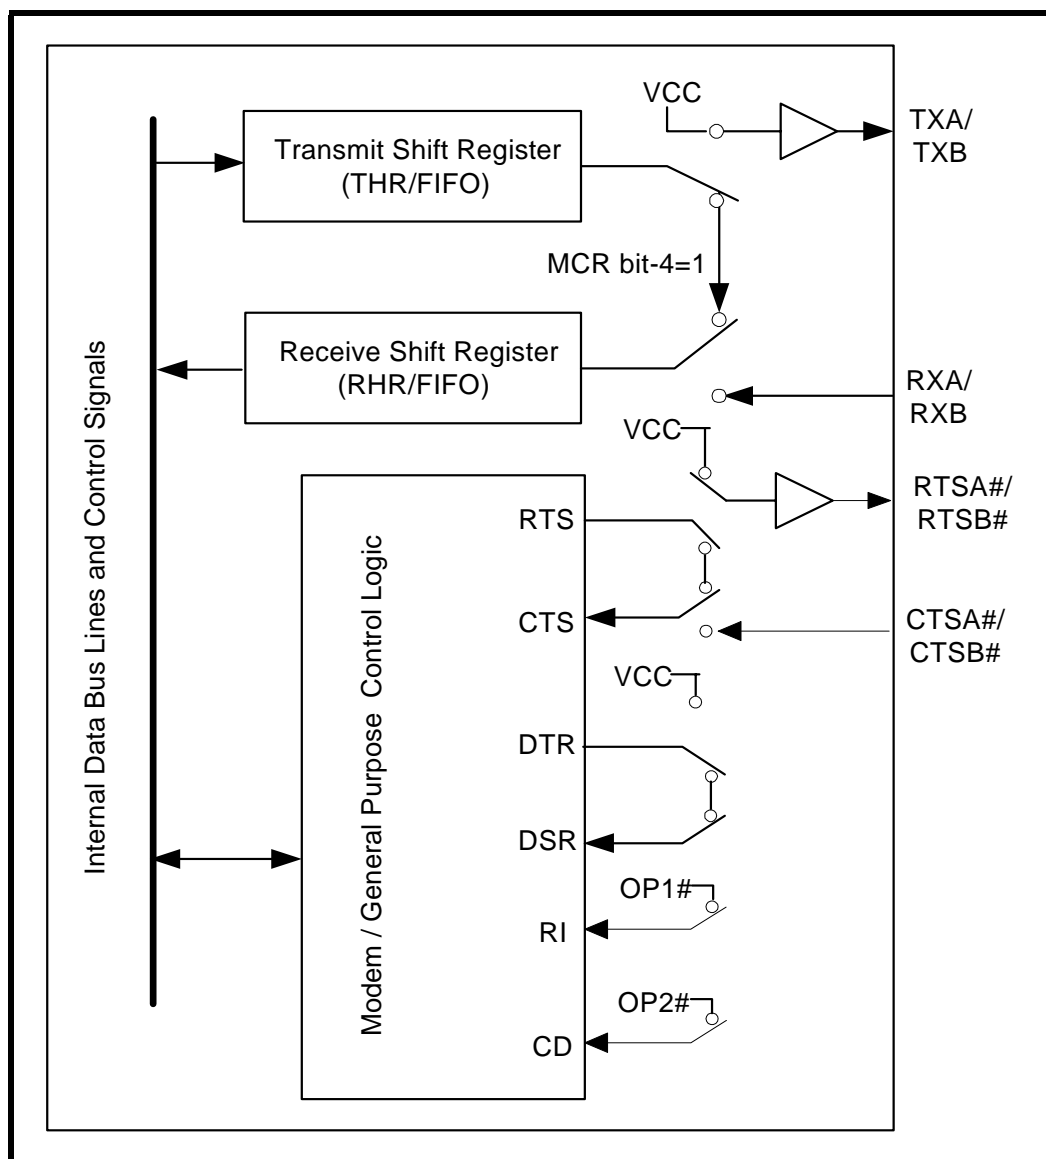 VCC
TXA/
TXB
Transmit Shift Register
(THR/FIFO)
MCR bit-4=1
Receive Shift Register
(RHR/FIFO)
RXA/
RXB
Internal Data Bus Lines and Control Signals
VCC
RTSA#/
RTSB#
Modem / General Purpose Control Logic
RTS
CTS
CTSA#/
CTSB#
VCC
DTR
DSR
OP1#
RI
OP2#
CD